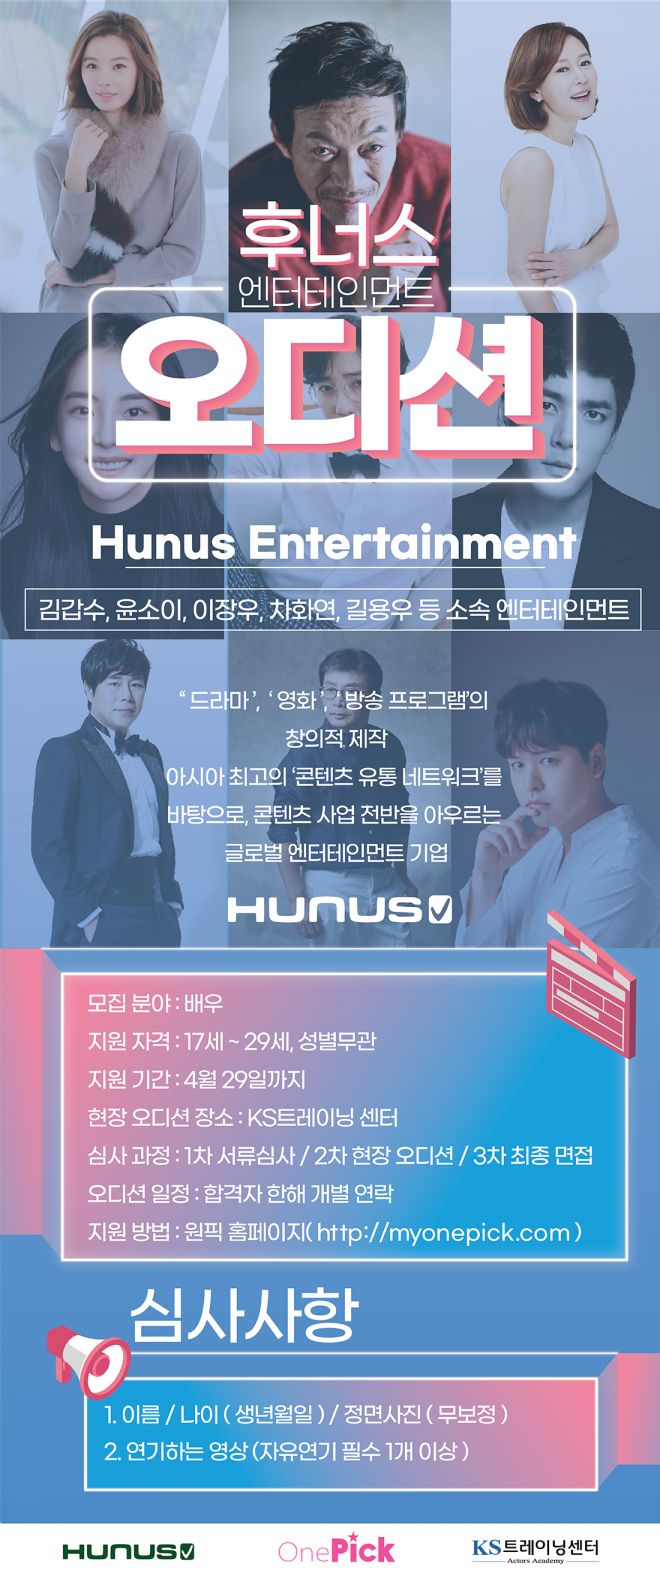 후너스
엔터테인먼트
오디션
Hunus Entertainment
김갑수, 윤소이, 이장우, 차화연, 길용우 등 소속 엔터테인먼트
“ 드라마 ’, ‘ 영화 ’, ‘ 방송 프로그램’의
창의적 제작
아시아 최고의 ‘콘텐츠 유통 네트워크’를
바탕으로, 콘텐츠 사업 전반을 아우르는
글로벌 엔터테인먼트 기업
HUNUS
모집 분야 : 배우
지원 자격 : 17세 ~ 29세, 성별무관
지원 기간 : 4월 29일까지
현장 오디션 장소 : KS트레이닝 센터
심사 과정 : 1차 서류심사 / 2차 현장 오디션 / 3차 최종 면접
오디션 일정 : 합격자 한해 개별 연락
지원 방법 : 원픽 홈페이지( http://myonepick.com )
심사사항
1. 이름 / 나이 ( 생년월일 ) / 정면사진 ( 무보정 )
2. 연기하는 영상 (자유연기 필수 1개 이상 )
HUNUS
OnePick
KS트레이닝센터
Actors Academy